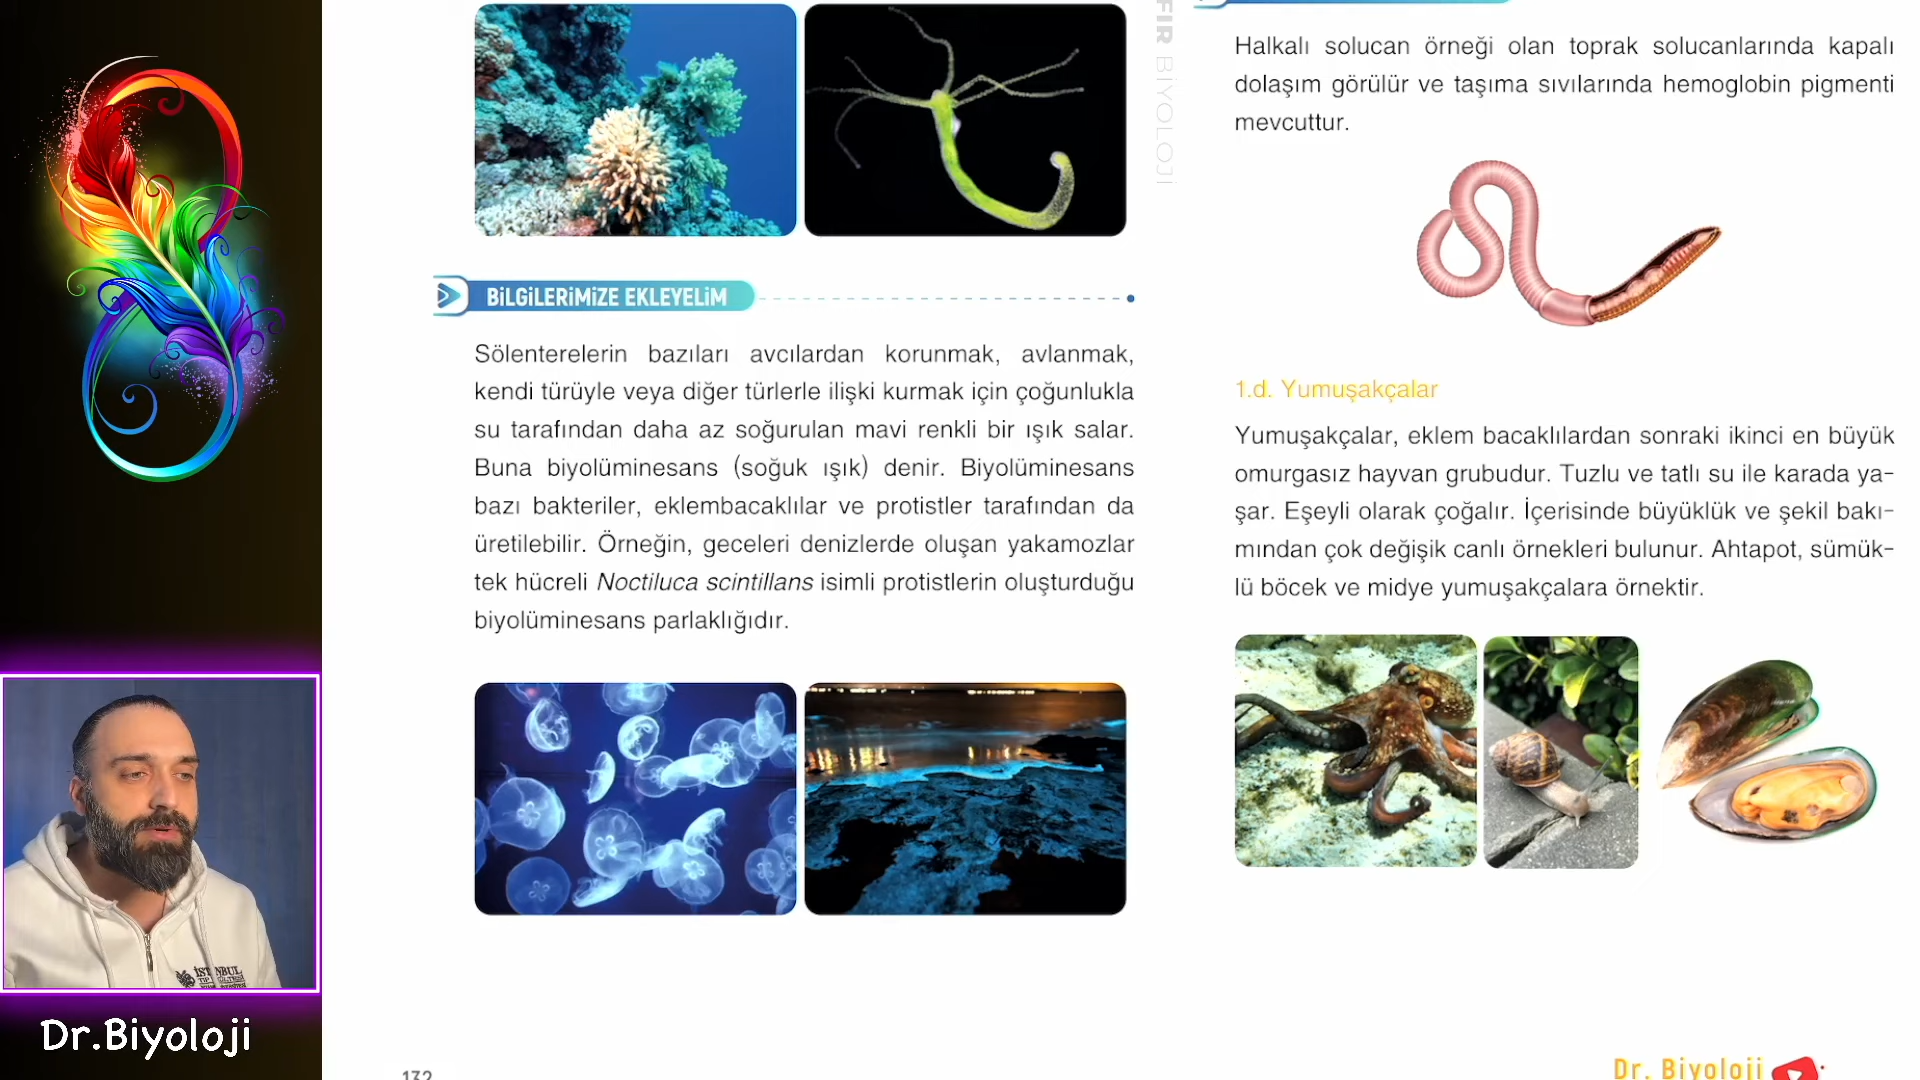 BİLGİLERİMİZE EKLEYELİM
Sölenterelerin bazıları avcılardan korunmak, avlanmak,
kendi türüyle veya diğer türlerle ilişki kurmak için çoğunlukla
su tarafından daha az soğurulan mavi renkli bir ışık salar.
Buna biyolüminesans (soğuk ışık) denir. Biyolüminesans
bazı bakteriler, eklembacaklılar ve protistler tarafından da
üretilebilir. Örneğin, geceleri denizlerde oluşan yakamozlar
tek hücreli Noctiluca scintillans isimli protistlerin oluşturduğu
biyolüminesans parlaklığıdır.
132
FIR BİYOLOJİ
Halkalı solucan örneği olan toprak solucanlarında kapalı
dolaşım görülür ve taşıma sıvılarında hemoglobin pigmenti
mevcuttur.
1.d. Yumuşakçalar
Yumuşakçalar, eklem bacaklılardan sonraki ikinci en büyük
omurgasız hayvan grubudur. Tuzlu ve tatlı su ile karada ya-
şar. Eşeyli olarak çoğalır. İçerisinde büyüklük ve şekil bakı-
mından çok değişik canlı örnekleri bulunur. Ahtapot, sümük-
lü böcek ve midye yumuşakçalara örnektir.
Dr. Biyoloji
İSTANBUL
Dr.Biyoloji